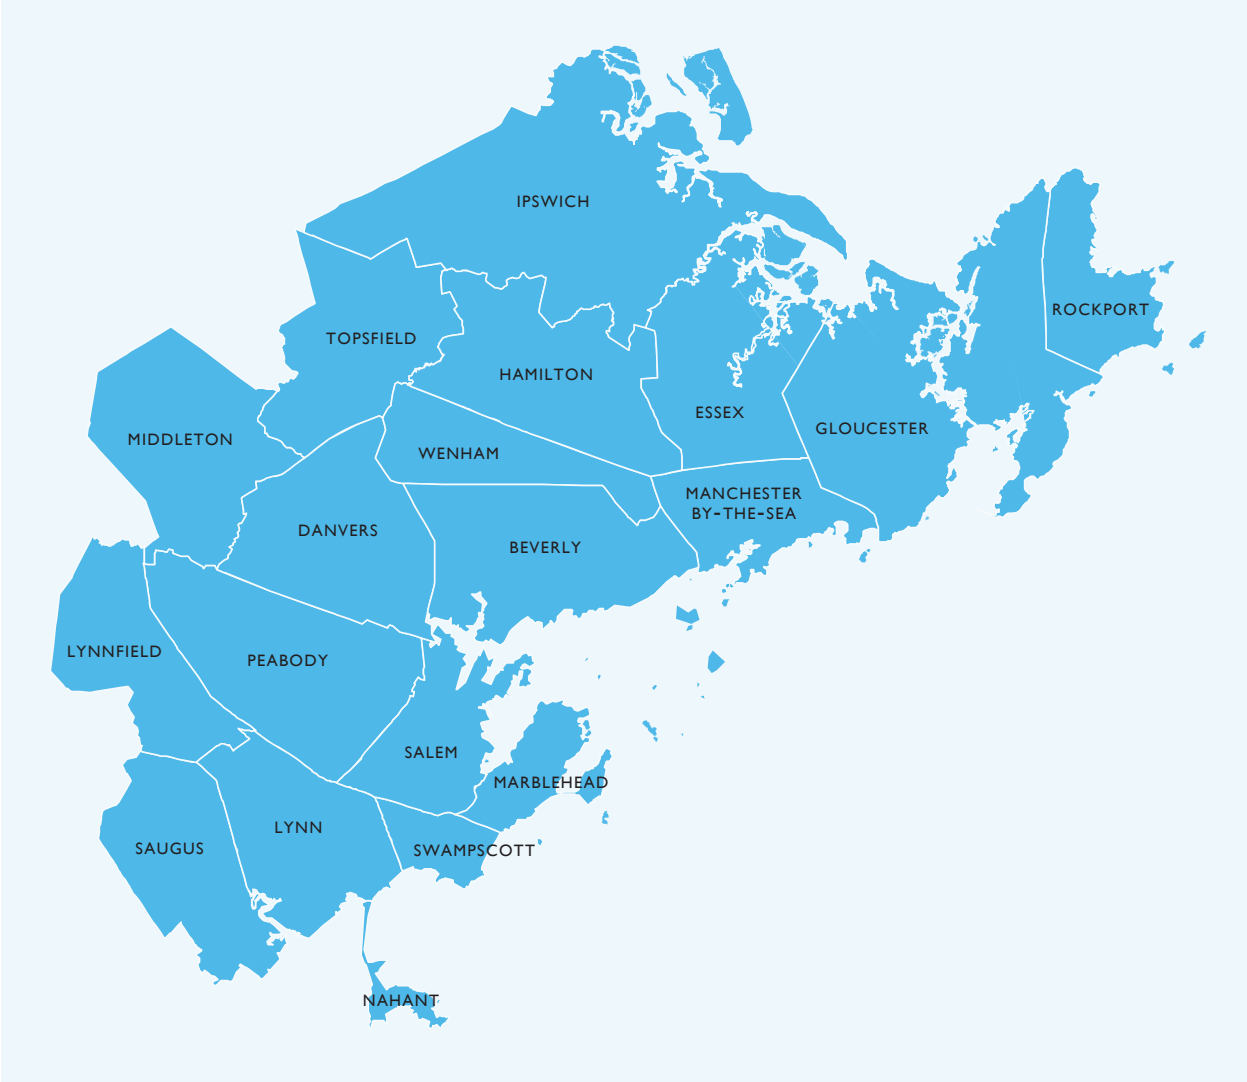 IPSWICH
ROCKPORT
TOPSFIELD
HAMILTON
ESSEX
GLOUCESTER
MIDDLETON
WENHAM
MANCHESTER
BY-THE-SEA
DANVERS
BEVERLY
LYNNFIELD
PEABODY
SALEM
MARBLEHEAD
LYNN
SAUGUS
SWAMPSCOTT
NAHANT